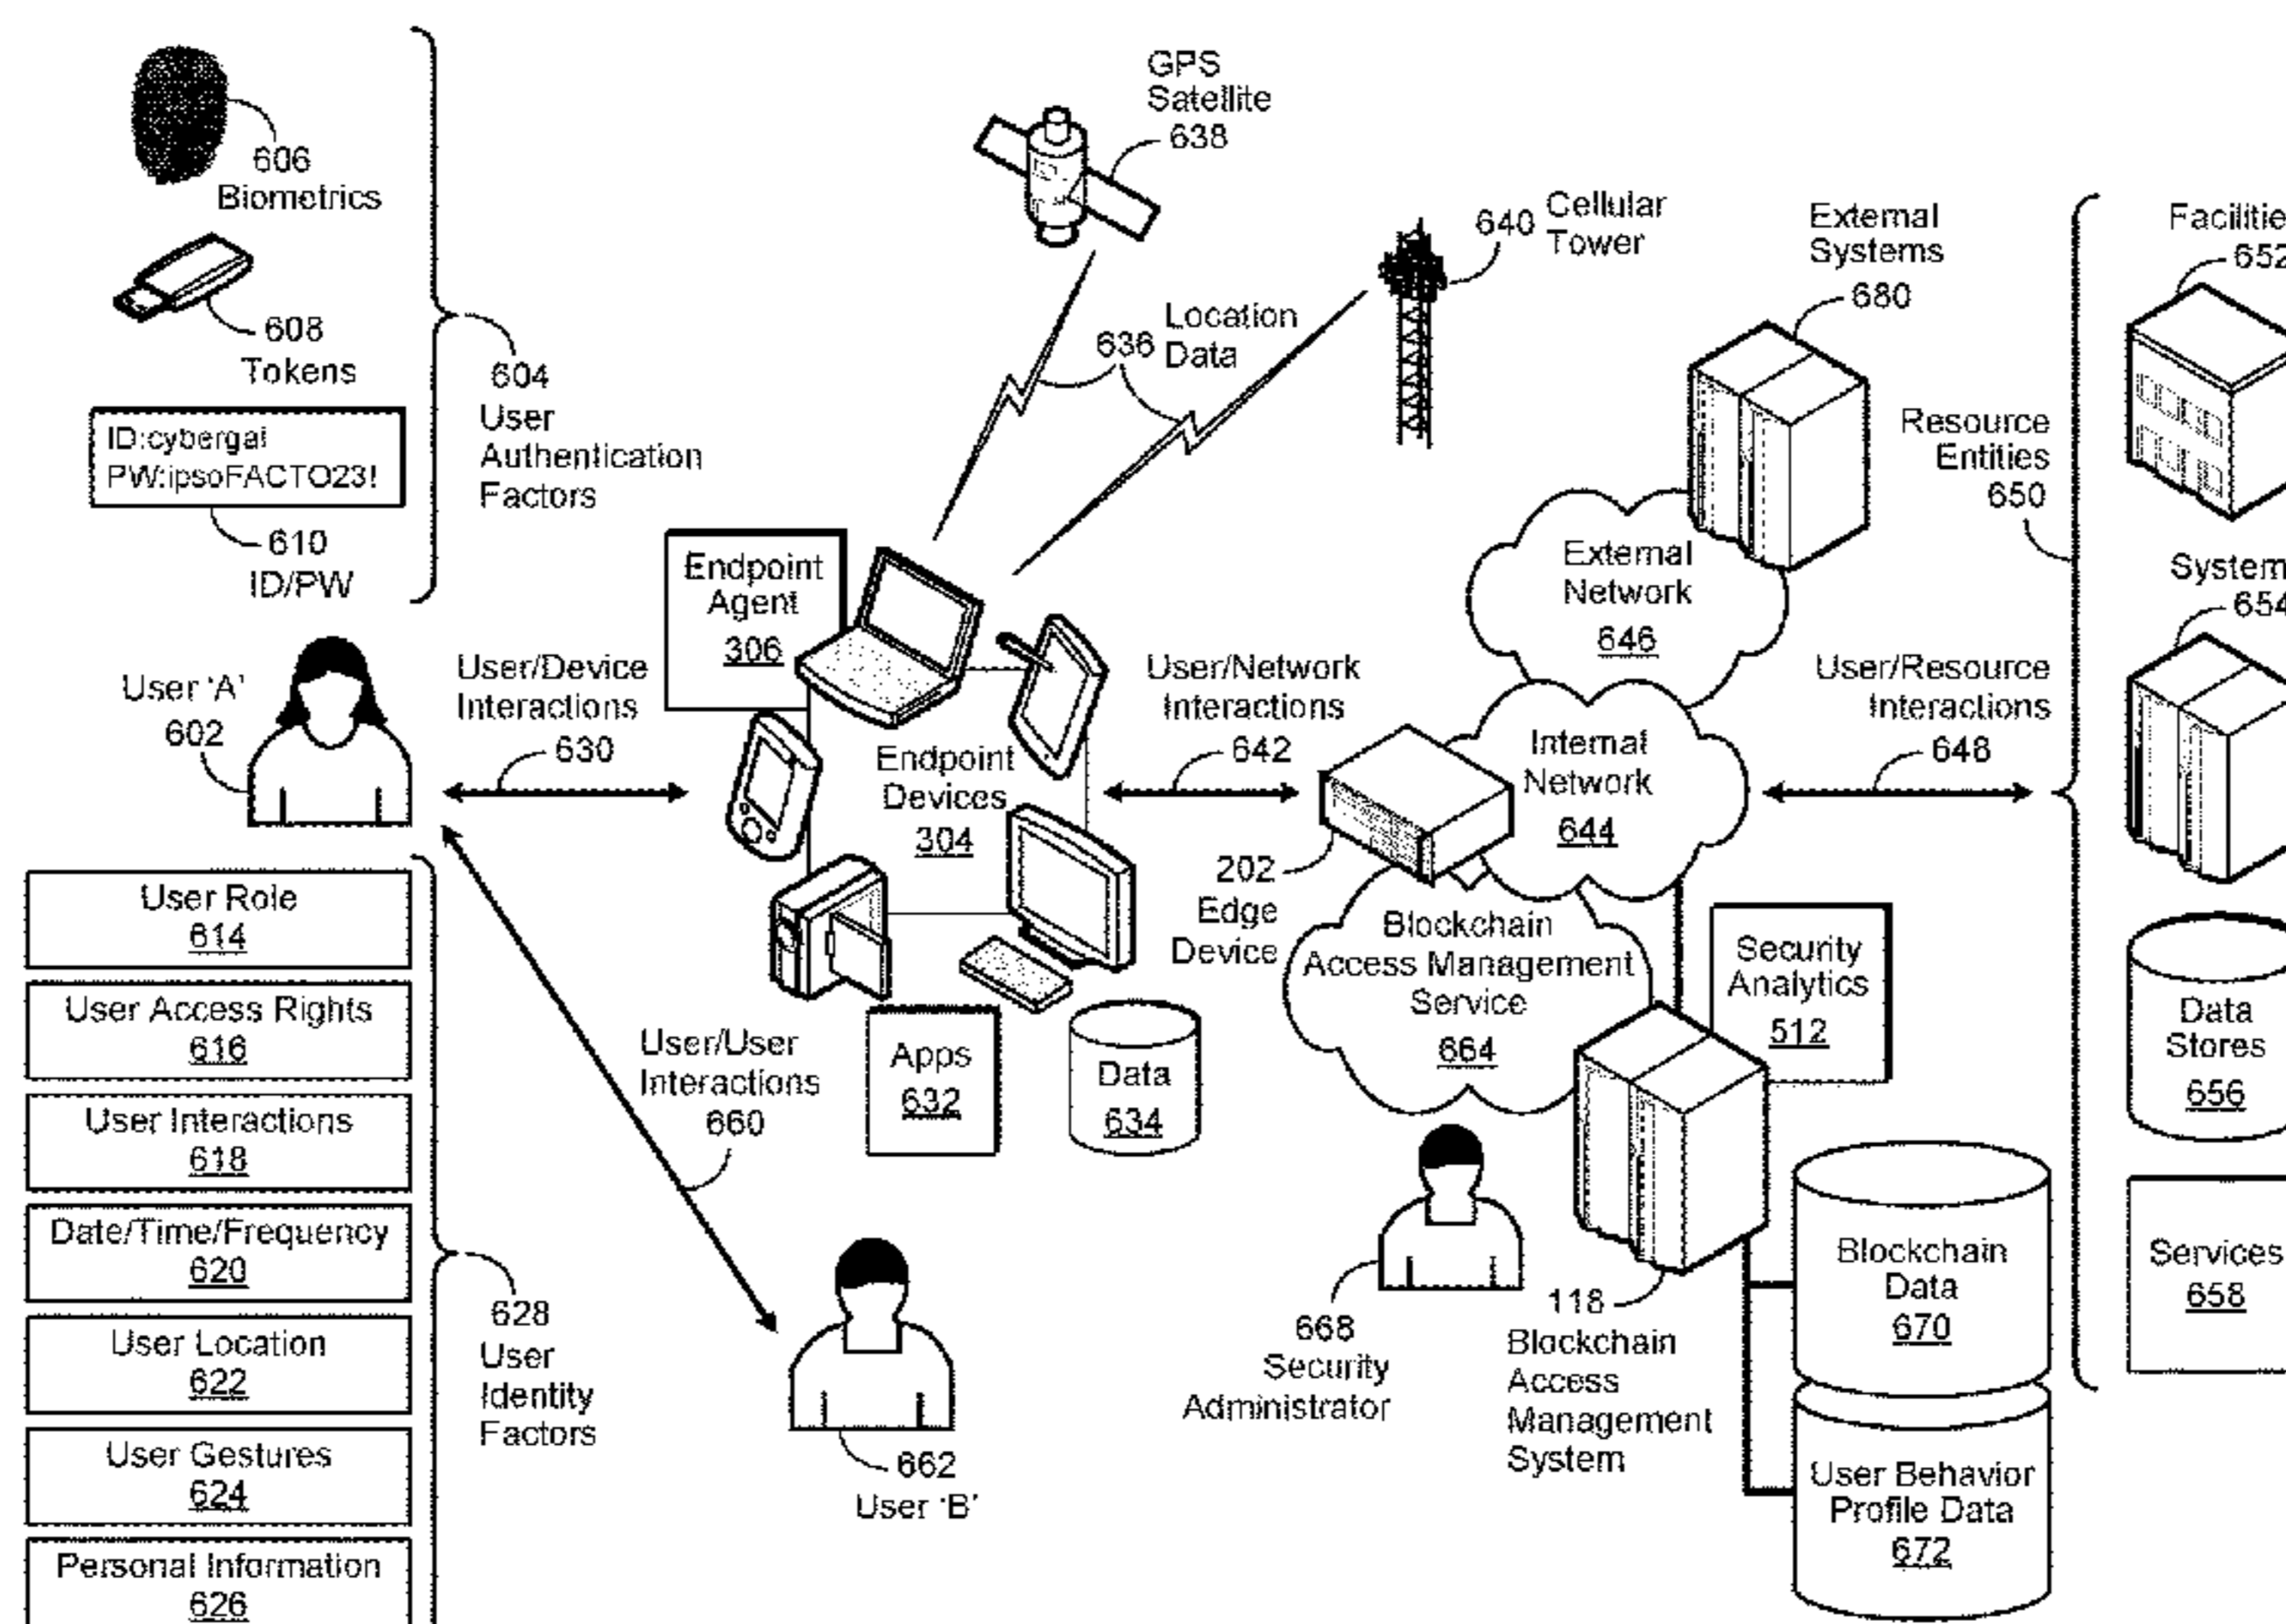 606
Biometrics
608
Tokens
ID:cybergal
PW:ipsoFACTO23!
610
ID/PW
604
User
Authentication
Factors
GPS
Satellite
638
640
Cellular
Tower
636
Location
Data
External
Systems
680
Resource
Entities
650
Facilitie
652
System
654
Data
Stores
656
Services
658
User 'A'
602
User/Device
Interactions
630
Endpoint
Agent
306
Endpoint
Devices
304
User/Network
Interactions
642
External
Network
646
Internal
Network
644
User/Resource
Interactions
648
202
Edge
Device
Blockchain
Access Management
Service
664
Security
Analytics
512
User/User
Interactions
660
Apps
632
Data
634
User Role
614
User Access Rights
616
User Interactions
618
Date/Time/Frequency
620
User Location
622
User Gestures
624
Personal Information
626
628
User
Identity
Factors
662
User 'B'
668
Security
Administrator
118
Blockchain
Access
Management
System
Blockchain
Data
670
User Behavior
Profile Data
672